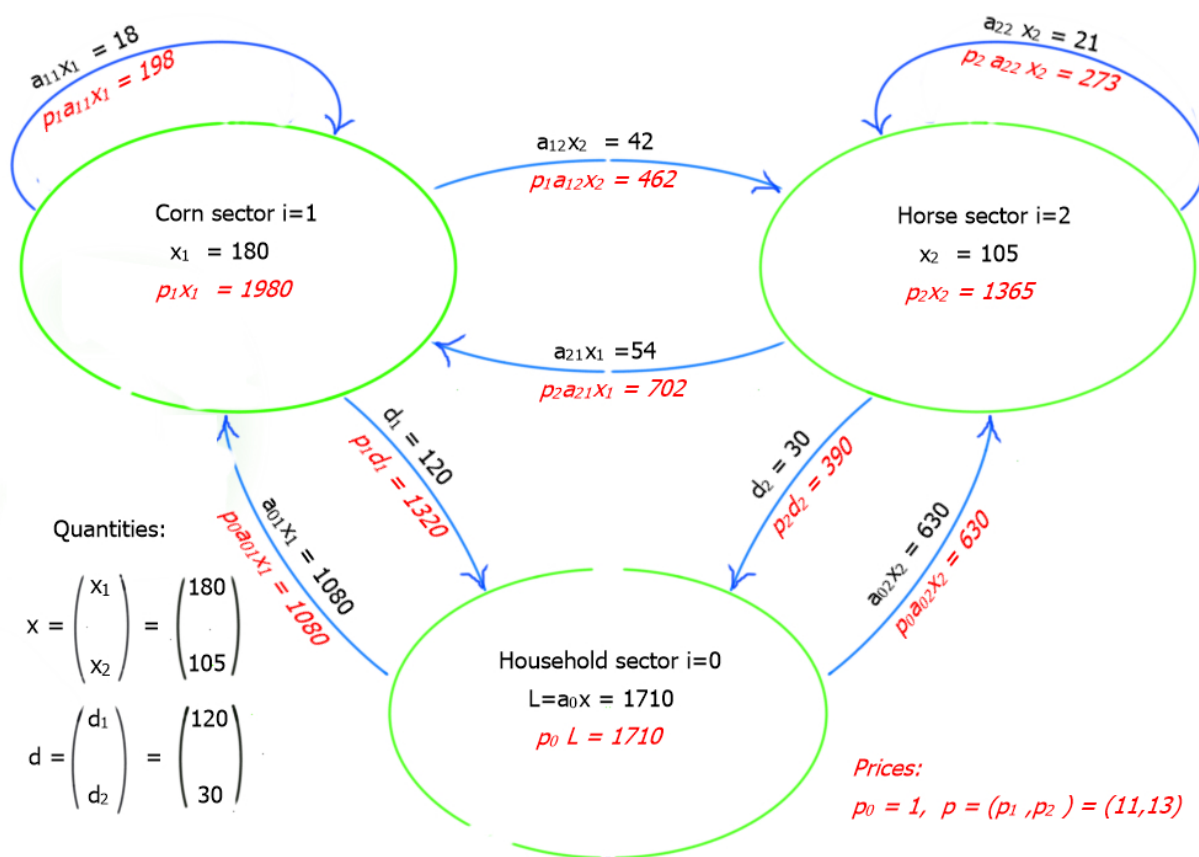 a₁₁x₁ = 18
p₁a₁₁x₁ = 198
a₂₂ x₂ = 21
p₂ a₂₂ x₂ = 273
a₁₂x₂ = 42
p₁a₁₂x₂ = 462
Corn sector i=1
x₁ = 180
p₁x₁ = 1980
Horse sector i=2
x₂ = 105
p₂x₂ = 1365
a₂₁x₁ =54
p₂a₂₁x₁ = 702
d₁ = 120
p₁d₁ = 1320
d₂ = 30
p₂d₂ = 390
a₀₁x₁ = 1080
p₀a₀₁x₁ = 1080
a₀₂x₂ = 630
p₀a₀₂x₂ = 630
Quantities:
x = (x₁ x₂) = (180 105)
d = (d₁ d₂) = (120 30)
Household sector i=0
L=a₀x = 1710
p₀ L = 1710
Prices:
p₀ = 1, p = (p₁ ,p₂ ) = (11,13)